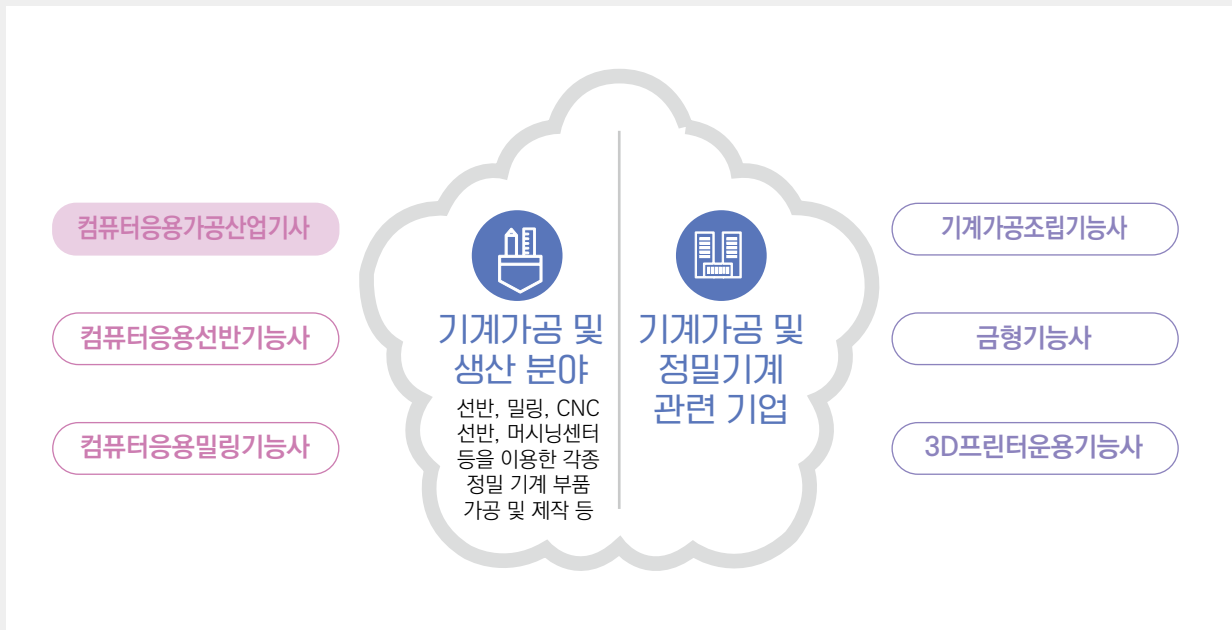 컴퓨터응용가공산업기사
컴퓨터응용선반기능사
컴퓨터응용밀링기능사
기계가공 및
생산 분야
선반, 밀링, CNC
선반, 머시닝센터
등을 이용한 각종
정밀 기계 부품
가공 및 제작 등
기계가공 및
정밀기계
관련 기업
기계가공조립기능사
금형기능사
3D프린터운용기능사